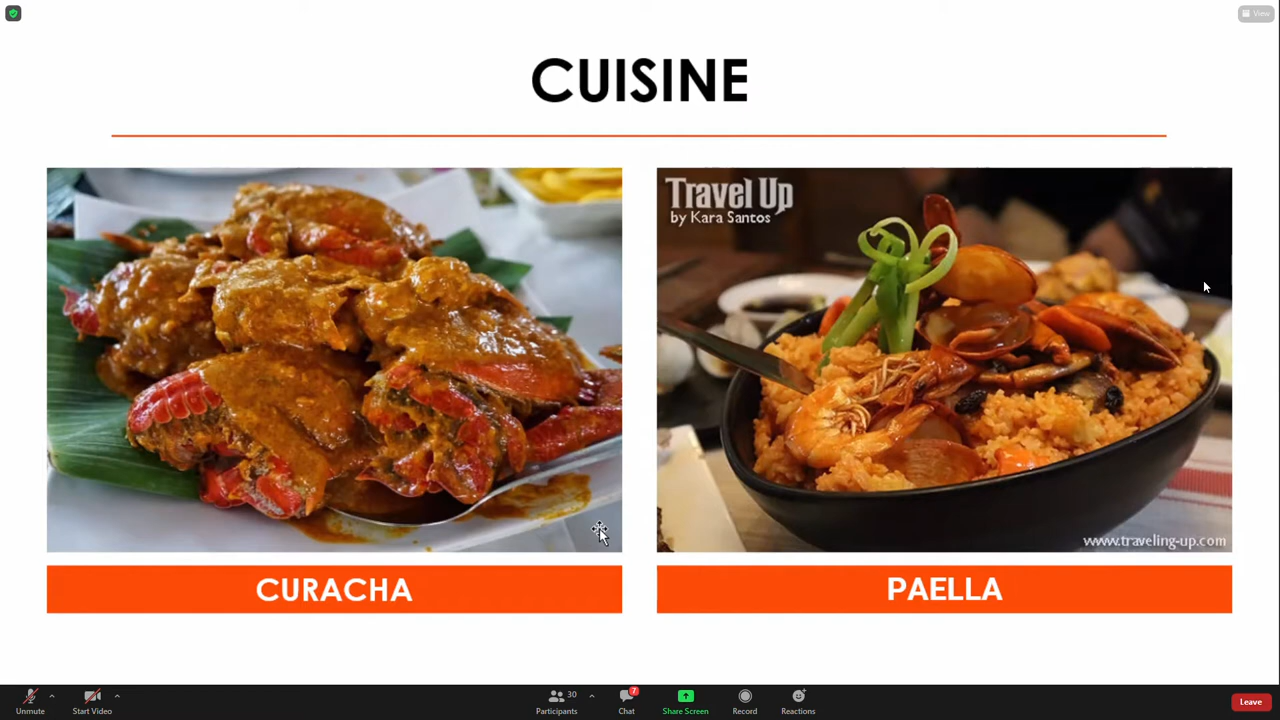 View
CUISINE
Travel Up
by Kara Santos
www.traveling-up.com
CURACHA
PAELLA
Unmute
Start Video
30
Participants
7
Chat
Share Screen
Record
Reactions
Leave